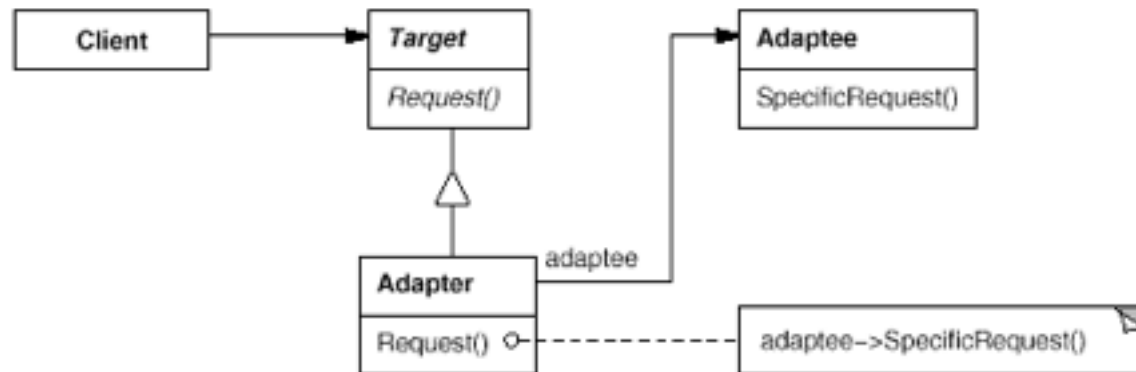 Client
Target
Request()
Adaptee
SpecificRequest()
adaptee
Adapter
Request()
adaptee->SpecificRequest()